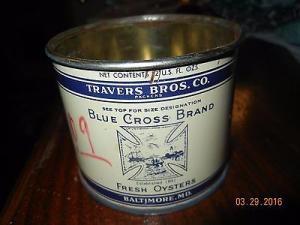 NET CONTENTS 12 U.S. FL. OZS.
TRAVERS BROS. CO.
PACKERS
SEE TOP FOR SIZE DESIGNATION
BLUE CROSS BRAND
FRESH OYSTERS
BALTIMORE, MD.
03.29.2016